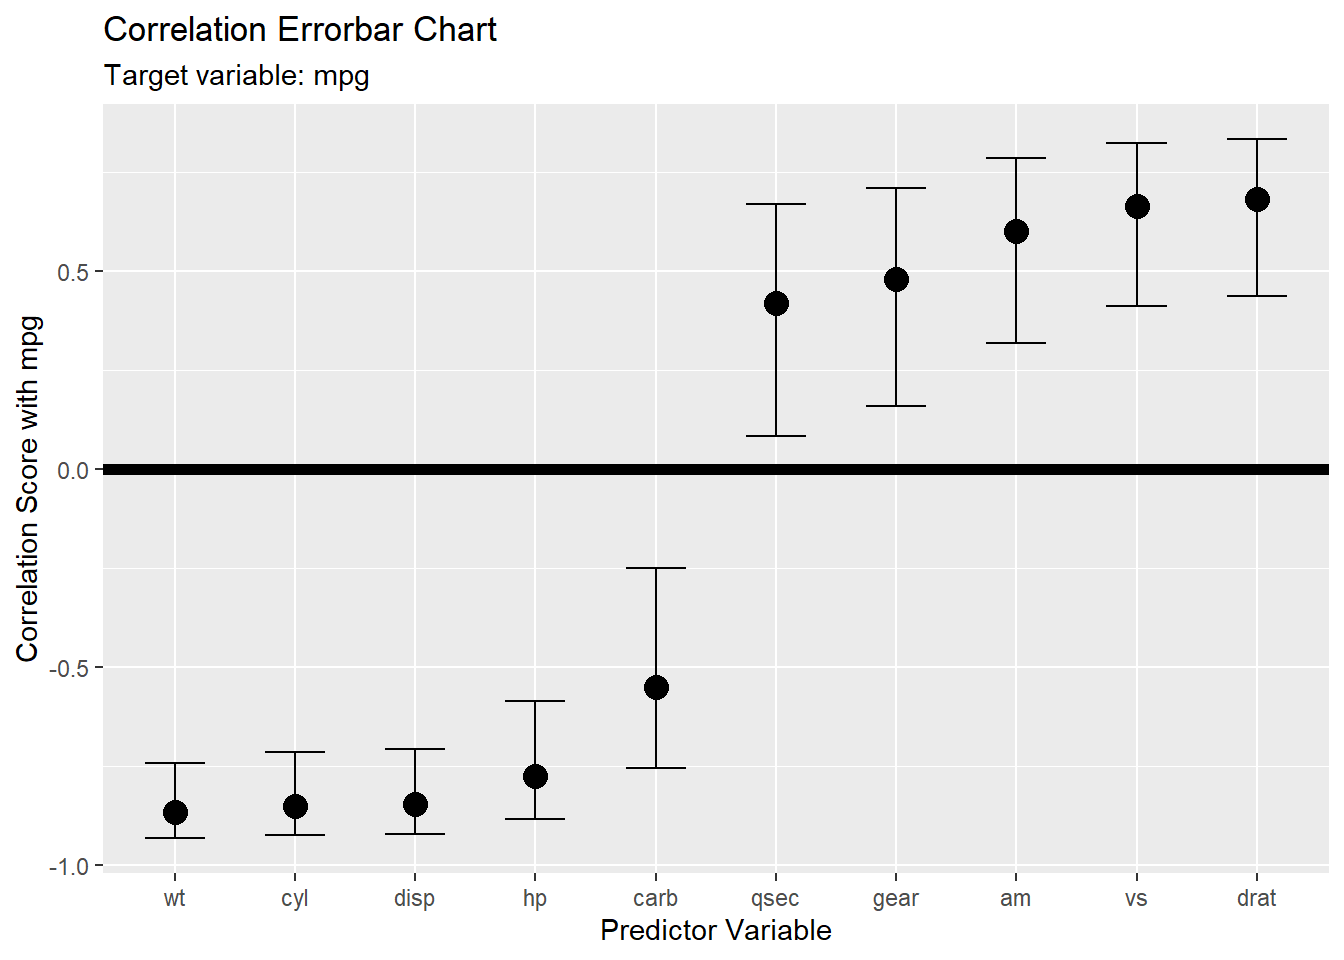 Correlation Errorbar Chart
Target variable: mpg
Correlation Score with mpg
0.5
0.0
-0.5
-1.0
wt cyl disp hp carb qsec gear am vs drat
Predictor Variable